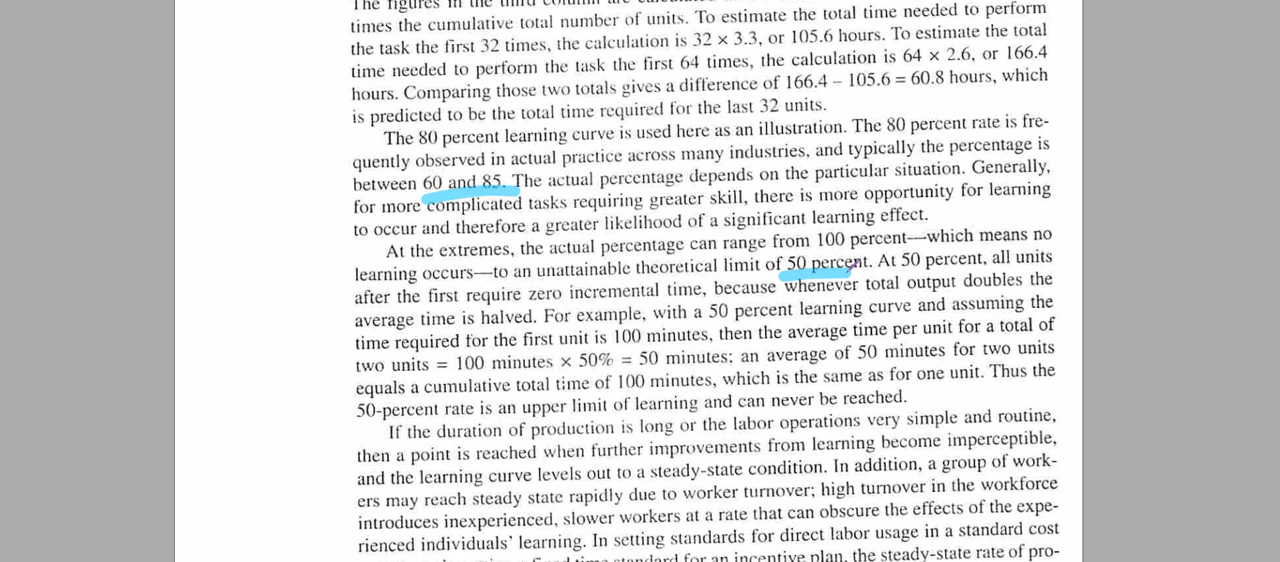 The figures in the third column are
times the cumulative total number of units. To estimate the total time needed to perform
the task the first 32 times, the calculation is 32 × 3.3, or 105.6 hours. To estimate the total
time needed to perform the task the first 64 times, the calculation is 64 × 2.6, or 166.4
hours. Comparing those two totals gives a difference of 166.4 – 105.6 = 60.8 hours, which
is predicted to be the total time required for the last 32 units.
The 80 percent learning curve is used here as an illustration. The 80 percent rate is fre-
quently observed in actual practice across many industries, and typically the percentage is
between 60 and 85. The actual percentage depends on the particular situation. Generally,
for more complicated tasks requiring greater skill, there is more opportunity for learning
to occur and therefore a greater likelihood of a significant learning effect.
At the extremes, the actual percentage can range from 100 percent—which means no
learning occurs—to an unattainable theoretical limit of 50 percent. At 50 percent, all units
after the first require zero incremental time, because whenever total output doubles the
average time is halved. For example, with a 50 percent learning curve and assuming the
time required for the first unit is 100 minutes, then the average time per unit for a total of
two units = 100 minutes × 50% = 50 minutes; an average of 50 minutes for two units
equals a cumulative total time of 100 minutes, which is the same as for one unit. Thus the
50-percent rate is an upper limit of learning and can never be reached.
If the duration of production is long or the labor operations very simple and routine,
then a point is reached when further improvements from learning become imperceptible,
and the learning curve levels out to a steady-state condition. In addition, a group of work-
ers may reach steady state rapidly due to worker turnover; high turnover in the workforce
introduces inexperienced, slower workers at a rate that can obscure the effects of the expe-
rienced individuals' learning. In setting standards for direct labor usage in a standard cost
time standard for an incentive plan, the steady-state rate of pro-